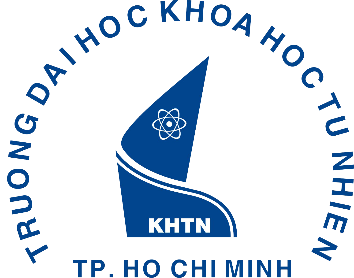 TRUONG DAI HOC KHOA HOC TU NHIEN
KHTN
TP. HO CHI MINH